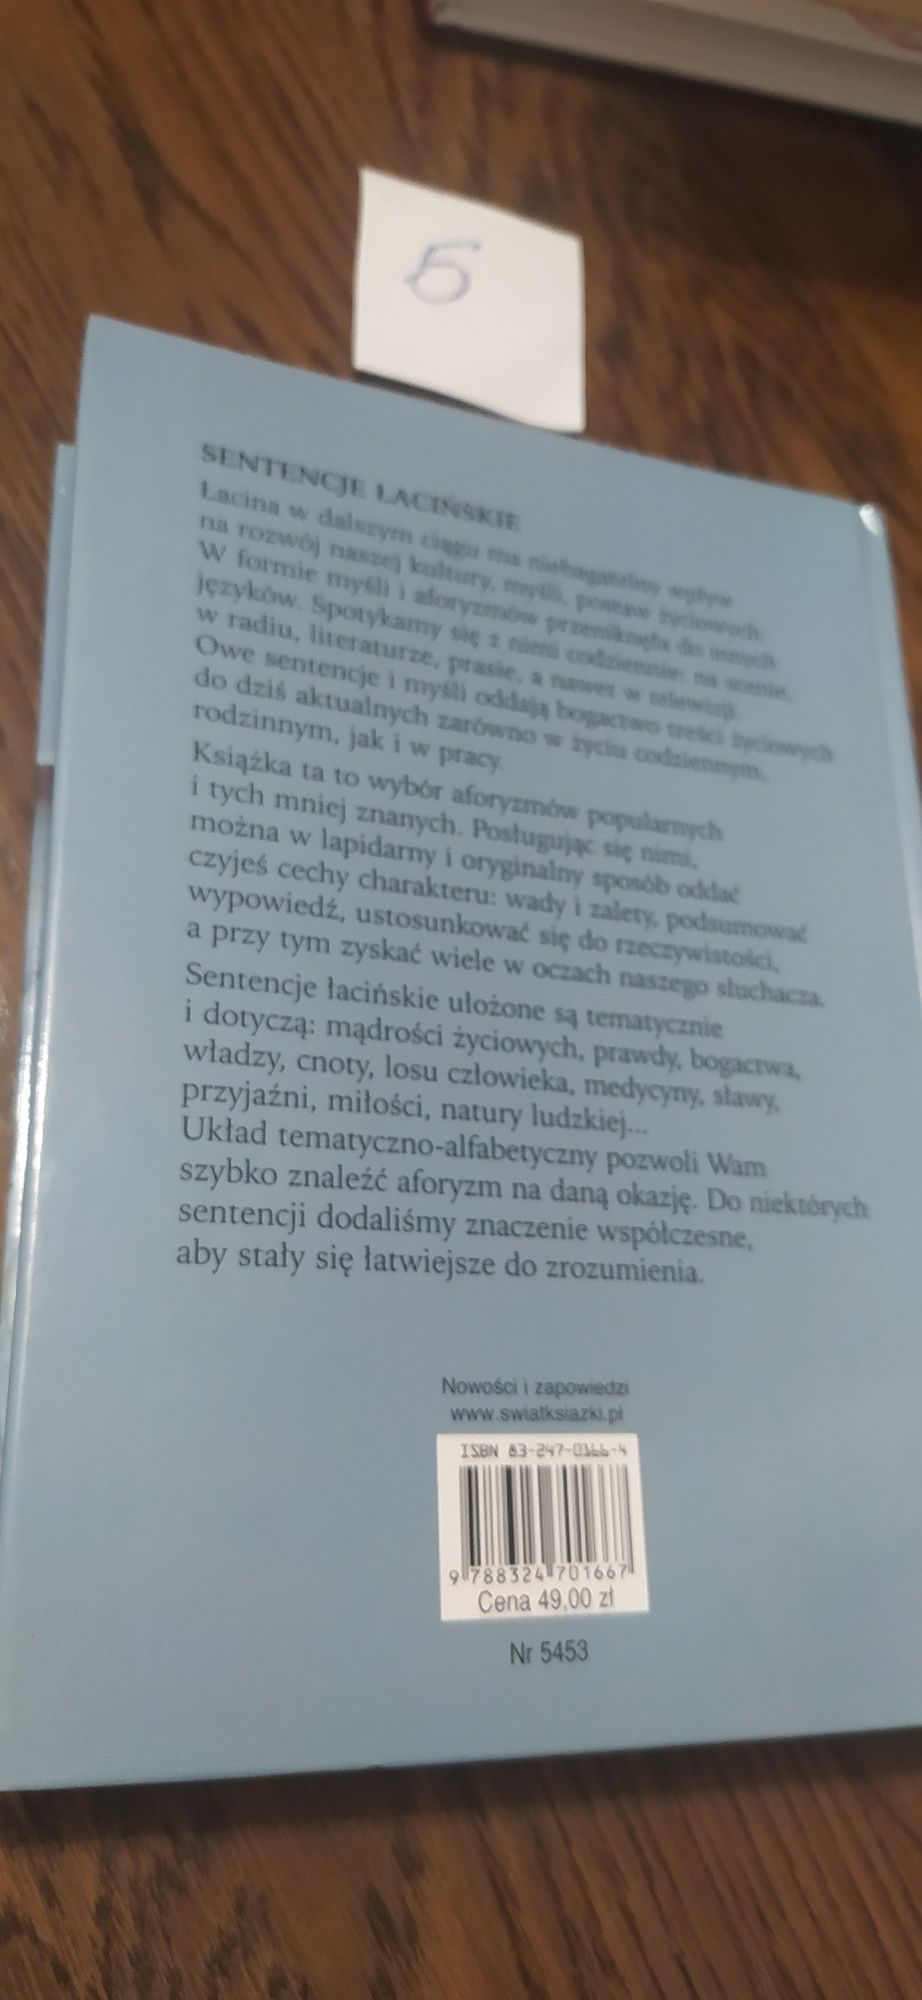 5
SENTENCJE ŁACIŃSKIE
Łacina w dalszym ciągu ma niebagatelny wpływ
na rozwój naszej kultury, myśli, postaw życiowych.
W formie myśli i aforyzmów przeniknęła do innych
języków. Spotykamy się z nimi codziennie: na scenie,
w radiu, literaturze, prasie, a nawet w telewizji.
Owe sentencje i myśli oddają bogactwo treści życiowych
do dziś aktualnych zarówno w życiu codziennym,
rodzinnym, jak i w pracy.
Książka ta to wybór aforyzmów popularnych
i tych mniej znanych. Posługując się nimi,
można w lapidarny i oryginalny sposób oddać
czyjeś cechy charakteru: wady i zalety, podsumować
wypowiedź, ustosunkować się do rzeczywistości,
a przy tym zyskać wiele w oczach naszego słuchacza.
Sentencje łacińskie ułożone są tematycznie
i dotyczą: mądrości życiowych, prawdy, bogactwa,
władzy, cnoty, losu człowieka, medycyny, sławy,
przyjaźni, miłości, natury ludzkiej...
Układ tematyczno-alfabetyczny pozwoli Wam
szybko znaleźć aforyzm na daną okazję. Do niektórych
sentencji dodaliśmy znaczenie współczesne,
aby stały się łatwiejsze do zrozumienia.
Nowości i zapowiedzi
www.swiatksiazki.pl
ISBN 83-247-0166-4
9 788324 701667
Cena 49,00 zł
Nr 5453